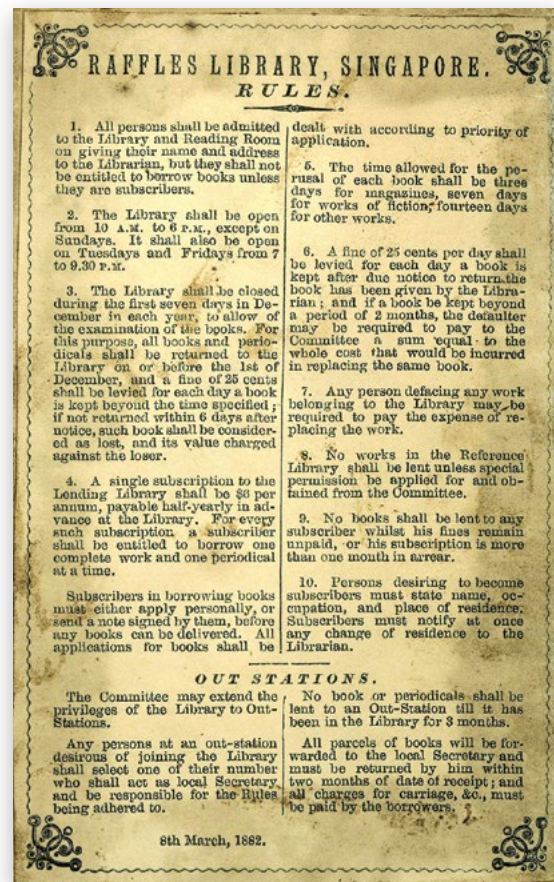 RAFFLES LIBRARY, SINGAPORE.
RULES.
1. All persons shall be admitted
to the Library and Reading Room
on giving their name and address
to the Librarian, but they shall not
be entitled to borrow books unless
they are subscribers.
2. The Library shall be open
from 10 A.M. to 6 P.M., except on
Sundays. It shall also be open
on Tuesdays and Fridays from 7
to 9.30 P.M.
3. The Library shall be closed
during the first seven days in De-
cember in each year, to allow of
the examination of the books. For
this purpose, all books and perio-
dicals shall be returned to the
Library on or before the 1st of
December, and a fine of 25 cents
shall be levied for each day a book
is kept beyond the time specified;
if not returned within 6 days after
notice, such book shall be consider-
ed as lost, and its value charged
against the loser.
4. A single subscription to the
Lending Library shall be $6 per
annum, payable half-yearly in ad-
vance at the Library. For every
such subscription a subscriber
shall be entitled to borrow one
complete work and one periodical
at a time.
Subscribers in borrowing books
must either apply personally, or
send a note signed by them, before
any books can be delivered. All
applications for books shall be
dealt with according to priority of
application.
5. The time allowed for the pe-
rusal of each book shall be three
days for magazines, seven days
for works of fiction, fourteen days
for other works.
6. A fine of 25 cents per day shall
be levied for each day a book is
kept after due notice to return the
book has been given by the Libra-
rian; and if a book be kept beyond
a period of 2 months, the defaulter
may be required to pay to the
Committee a sum equal to the
whole cost that would be incurred
in replacing the same book.
7. Any person defacing any work
belonging to the Library may be
required to pay the expense of re-
placing the work.
8. No works in the Reference
Library shall be lent unless special
permission be applied for and ob-
tained from the Committee.
9. No books shall be lent to any
subscriber whilst his fines remain
unpaid, or his subscription is more
than one month in arrear.
10. Persons desiring to become
subscribers must state name, oc-
cupation, and place of residence.
Subscribers must notify at once
any change of residence to the
Librarian.
OUT STATIONS.
The Committee may extend the
privileges of the Library to Out-
Stations.
Any persons at an out-station
desirous of joining the Library
shall select one of their number
who shall act as local Secretary
and be responsible for the Rules
being adhered to.
No book or periodicals shall be
lent to an Out-Station till it has
been in the Library for 3 months.
All parcels of books will be for-
warded to the local Secretary and
must be returned by him within
two months of date of receipt; and
all charges for carriage, &c., must
be paid by the borrowers.
8th March, 1882.